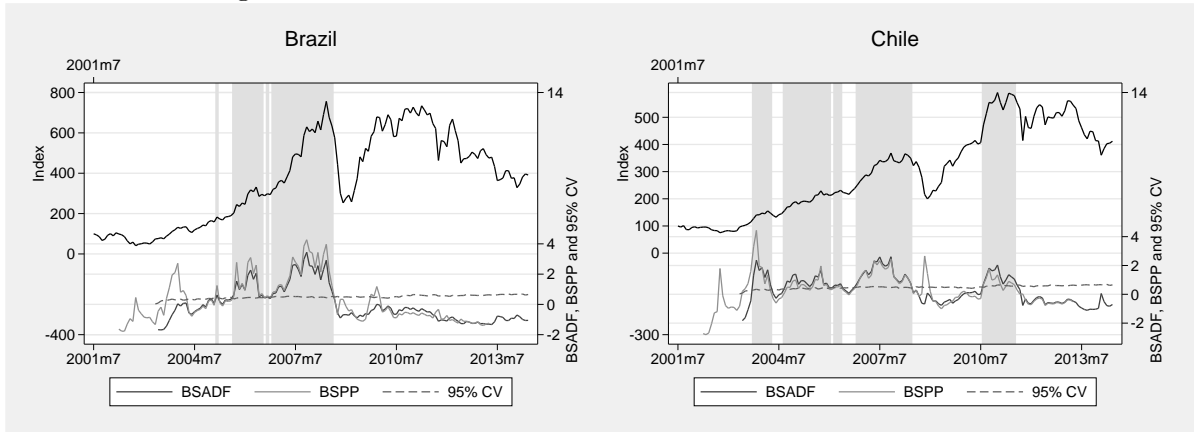 Brazil
2001m7
800
600
400
200
0
-400
Index
14
4
2
0
-2
BSADF, BSPP and 95% CV
2001m7 2004m7 2007m7 2010m7 2013m7
BSADF BSPP 95% CV
Chile
2001m7
500
400
300
200
100
0
-300
Index
14
4
2
0
-2
BSADF, BSPP and 95% CV
2001m7 2004m7 2007m7 2010m7 2013m7
BSADF BSPP 95% CV